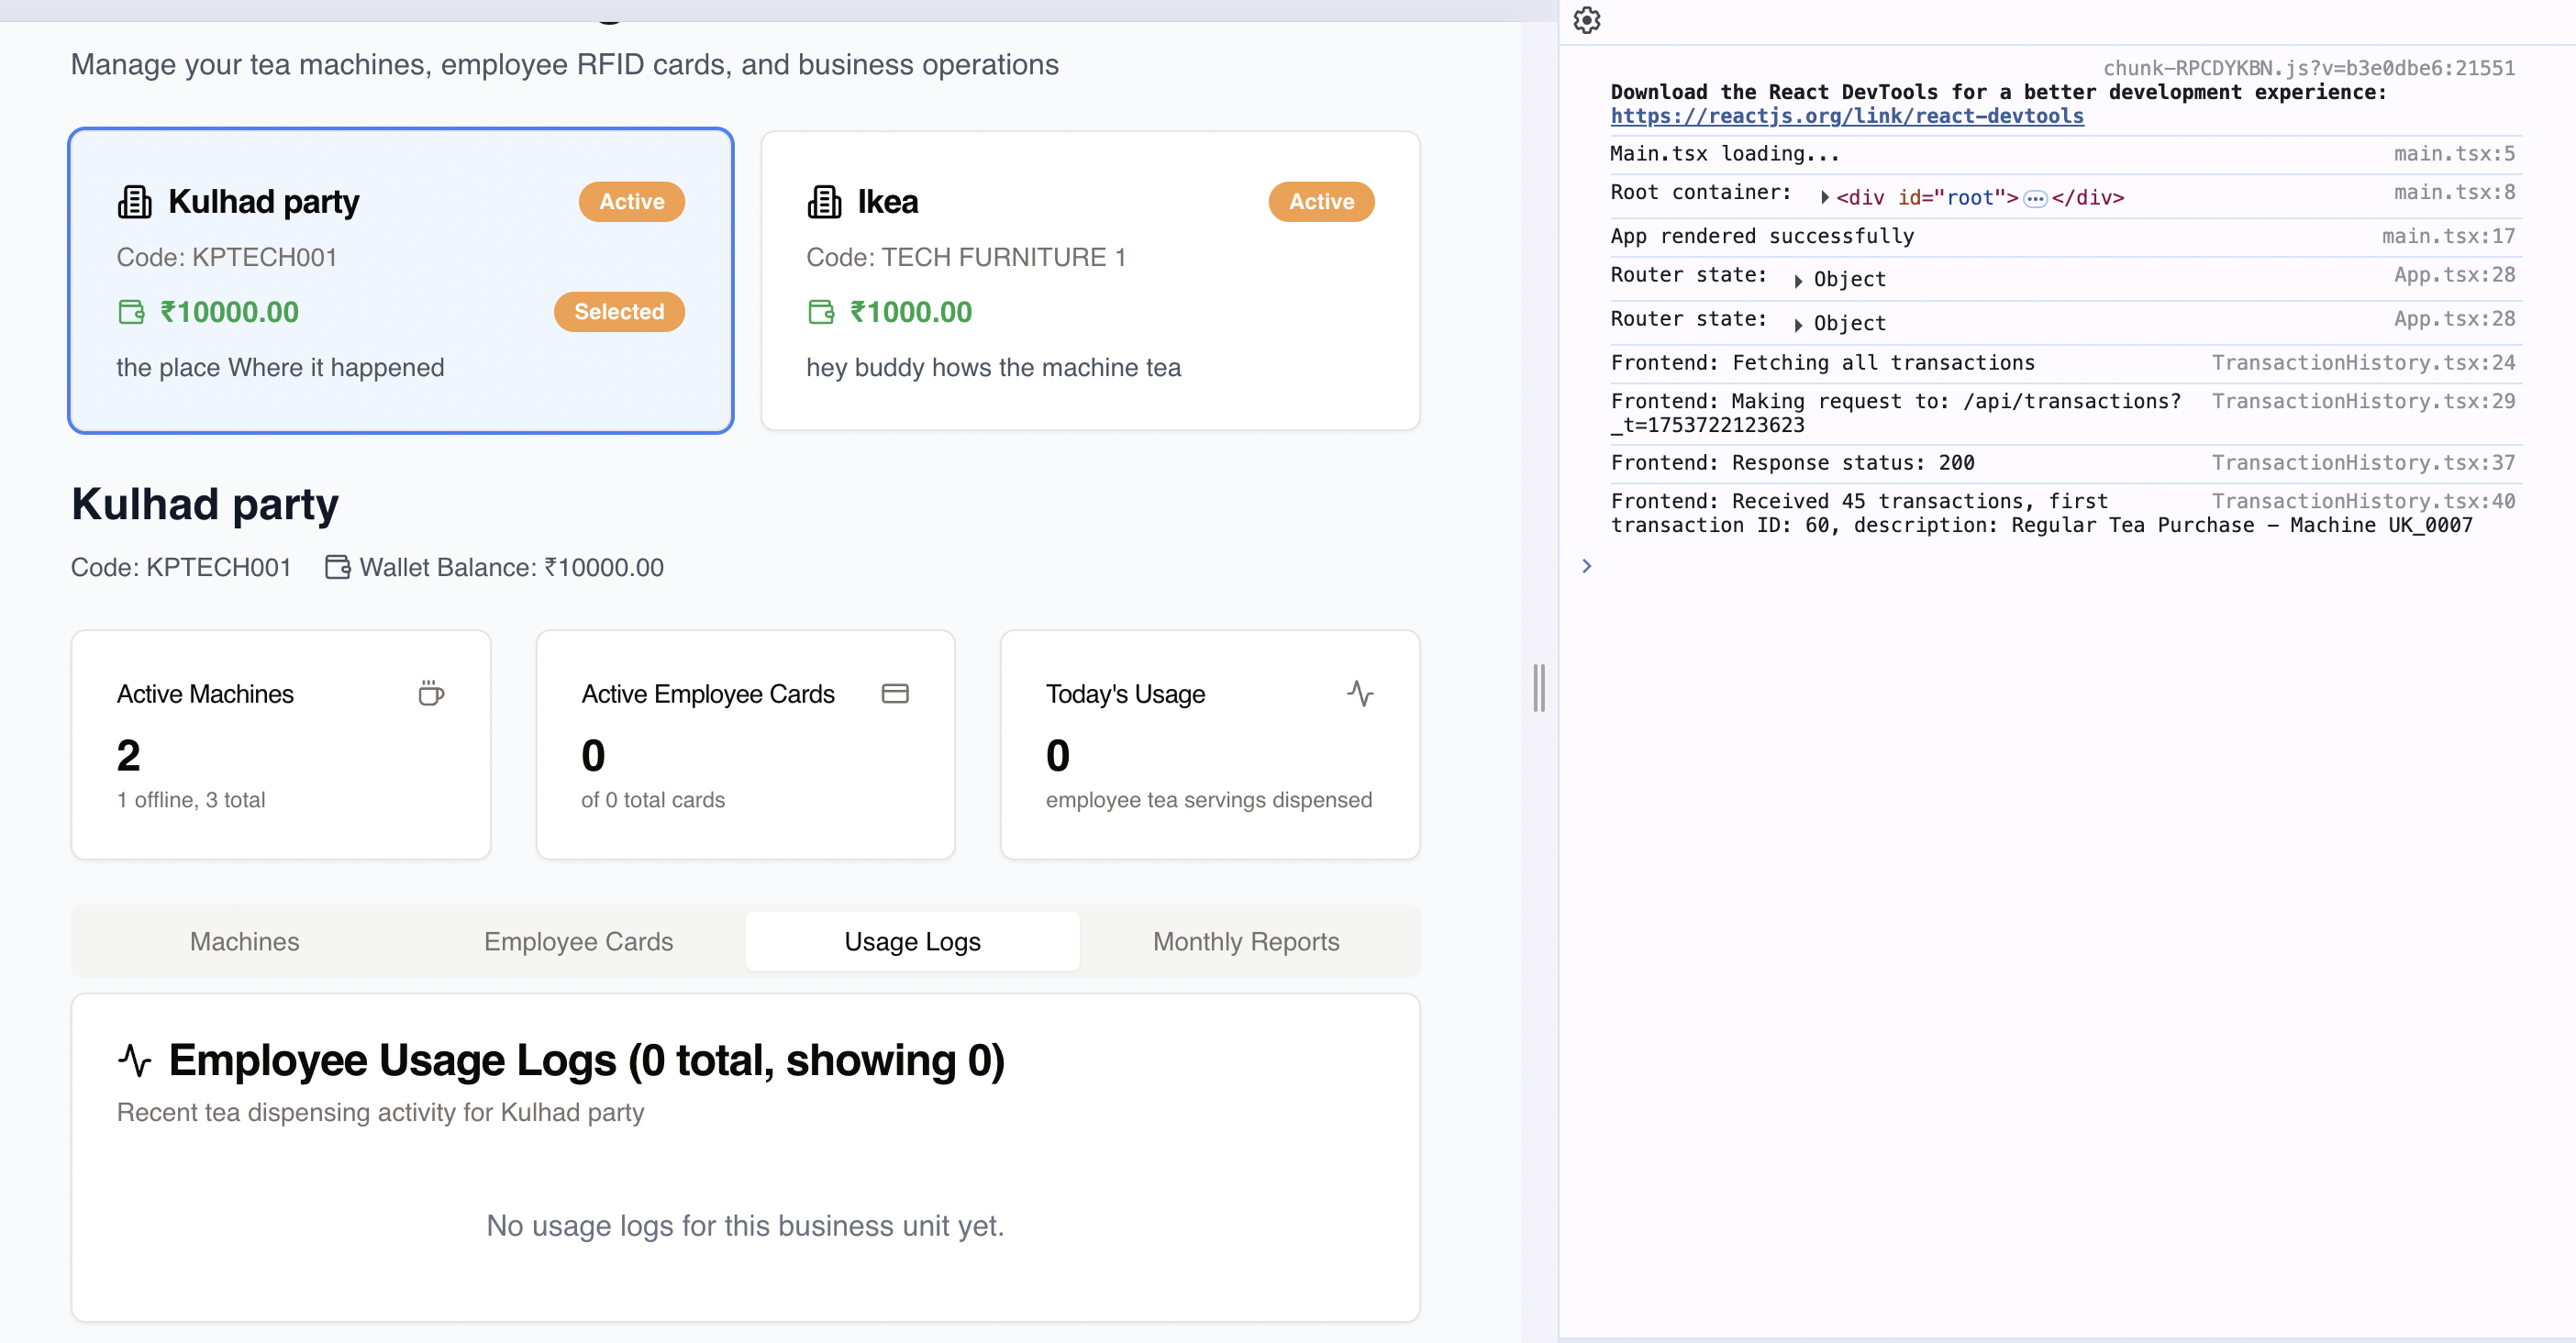 Manage your tea machines, employee RFID cards, and business operations
Kulhad party
Active
Code: KPTECH001
₹10000.00
Selected
the place Where it happened
Ikea
Active
Code: TECH FURNITURE 1
₹1000.00
hey buddy hows the machine tea
Kulhad party
Code: KPTECH001 Wallet Balance: ₹10000.00
Active Machines
2
1 offline, 3 total
Active Employee Cards
0
of 0 total cards
Today's Usage
0
employee tea servings dispensed
Machines Employee Cards Usage Logs Monthly Reports
Employee Usage Logs (0 total, showing 0)
Recent tea dispensing activity for Kulhad party
No usage logs for this business unit yet.
chunk-RPCDYKBN.js?v=b3e0dbe6:21551
Download the React DevTools for a better development experience:
https://reactjs.org/link/react-devtools
Main.tsx loading... main.tsx:5
Root container: <div id="root">…</div> main.tsx:8
App rendered successfully main.tsx:17
Router state: Object App.tsx:28
Router state: Object App.tsx:28
Frontend: Fetching all transactions TransactionHistory.tsx:24
Frontend: Making request to: /api/transactions? TransactionHistory.tsx:29
_t=1753722123623
Frontend: Response status: 200 TransactionHistory.tsx:37
Frontend: Received 45 transactions, first TransactionHistory.tsx:40
transaction ID: 60, description: Regular Tea Purchase – Machine UK_0007